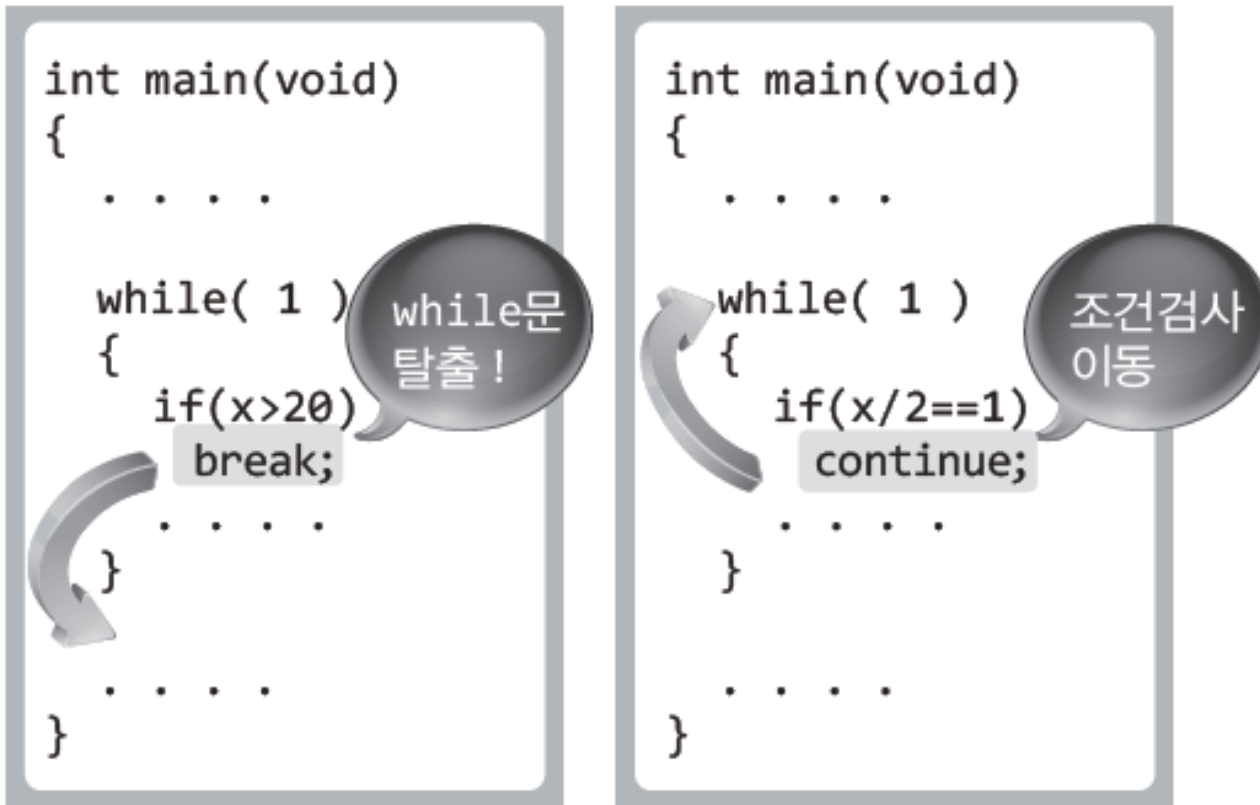 int main(void)
{
. . . .
while( 1 )
{
if(x>20)
break;
. . . .
}
. . . .
}
while문
탈출 !
int main(void)
{
. . . .
while( 1 )
{
if(x/2==1)
continue;
. . . .
}
. . . .
}
조건검사
이동